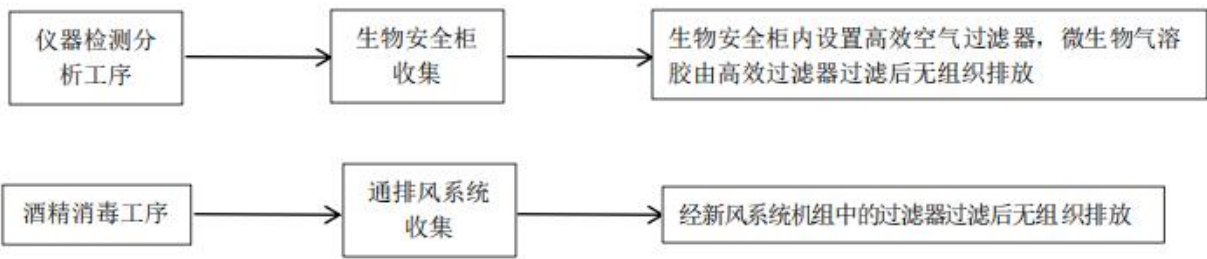 仪器检测分
析工序
生物安全柜
收集
生物安全柜内设置高效空气过滤器，微生物气溶
胶由高效过滤器过滤后无组织排放
酒精消毒工序
通排风系统
收集
经新风系统机组中的过滤器过滤后无组织排放